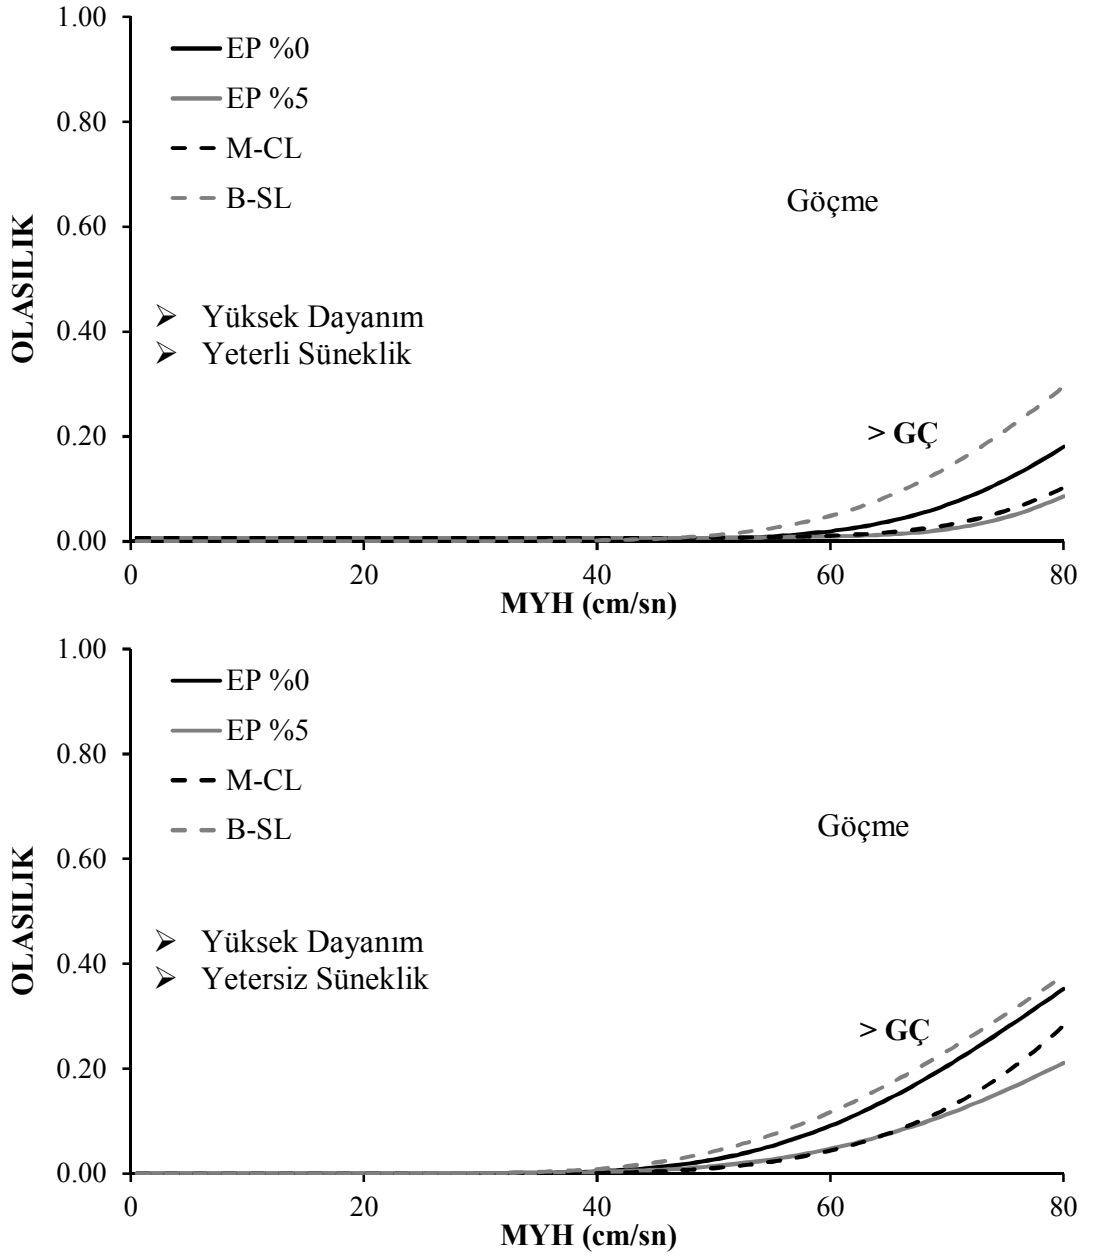 1.00
EP %0
EP %5
0.80
M-CL
B-SL
Göçme
0.60
OLASILIK
➢ Yüksek Dayanım
0.40
➢ Yeterli Süneklik
> GÇ
0.20
0.00
0 20 40 60 80
MYH (cm/sn)
1.00
EP %0
EP %5
0.80
M-CL
B-SL
Göçme
0.60
OLASILIK
➢ Yüksek Dayanım
0.40
➢ Yetersiz Süneklik
> GÇ
0.20
0.00
0 20 40 60 80
MYH (cm/sn)